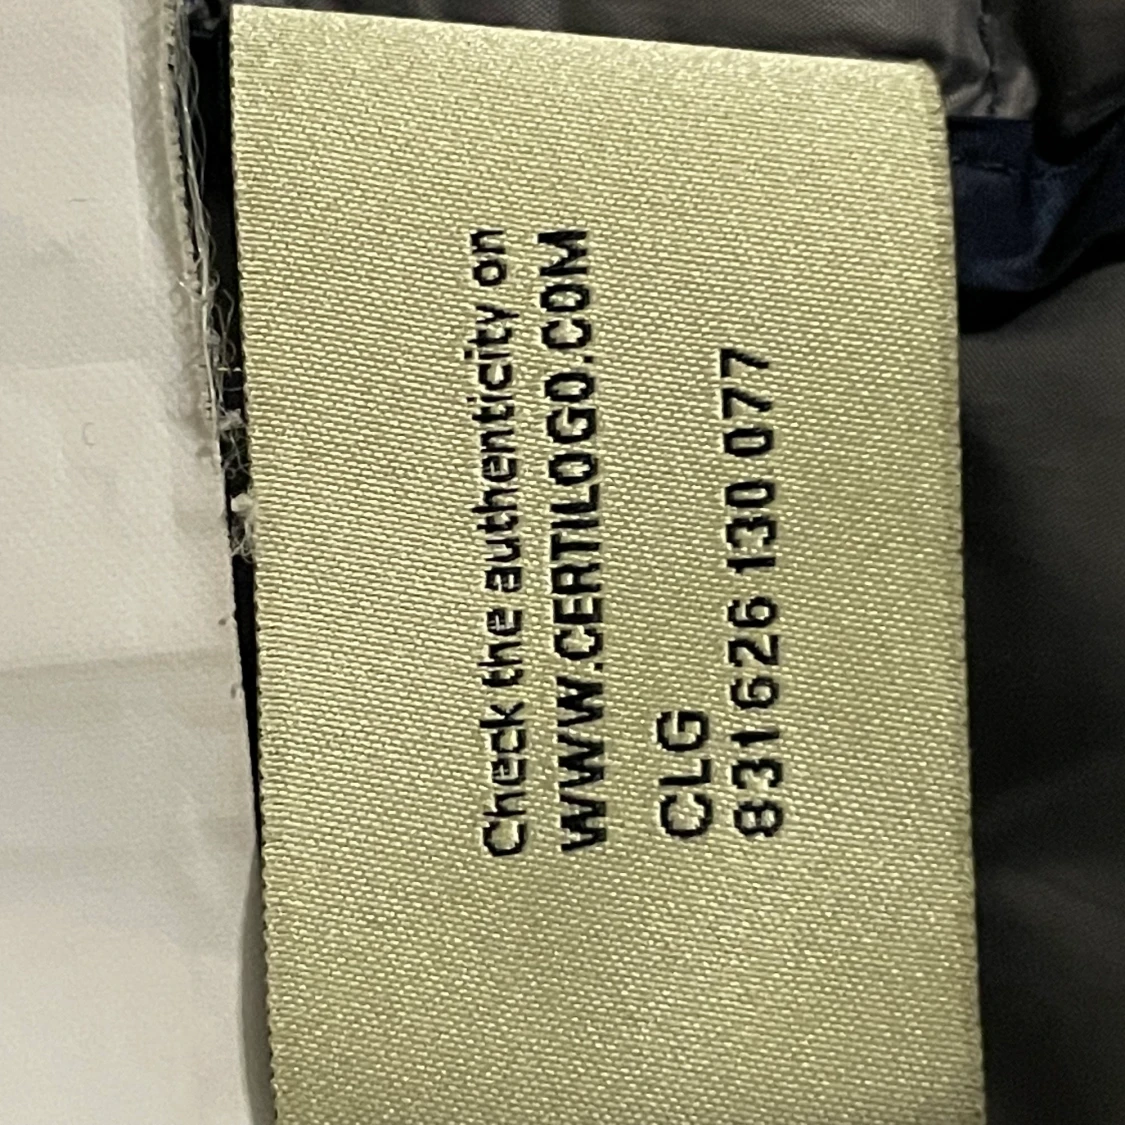 Check the authenticity on
WWW.CERTILOGO.COM
CLG
831 626 130 077